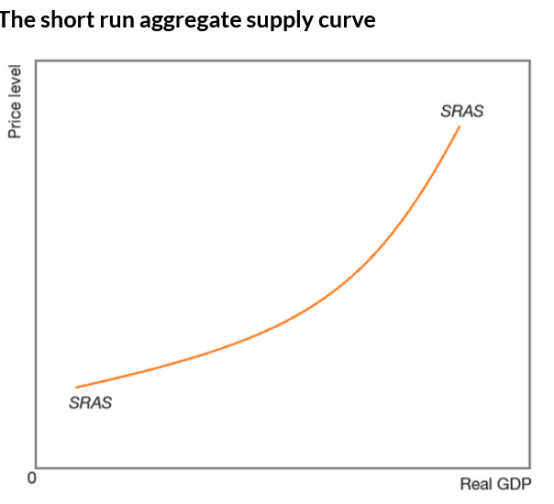 The short run aggregate supply curve
Price level
SRAS
SRAS
0
Real GDP